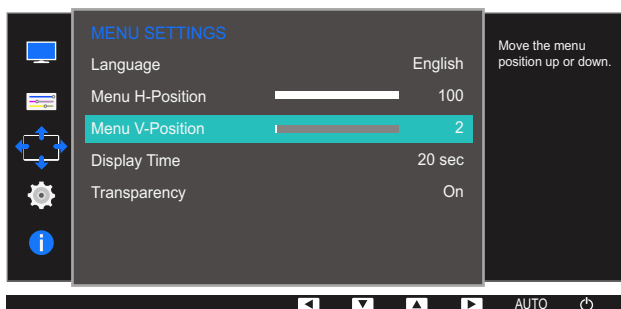 MENU SETTINGS
Language English
Menu H-Position 100
Menu V-Position 2
Display Time 20 sec
Transparency On
Move the menu
position up or down.
AUTO